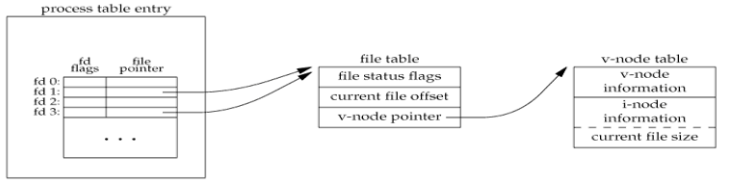 process table entry
fd
flags
file
pointer
fd 0:
fd 1:
fd 2:
fd 3:
. . .
file table
file status flags
current file offset
v-node pointer
v-node table
v-node
information
i-node
information
current file size